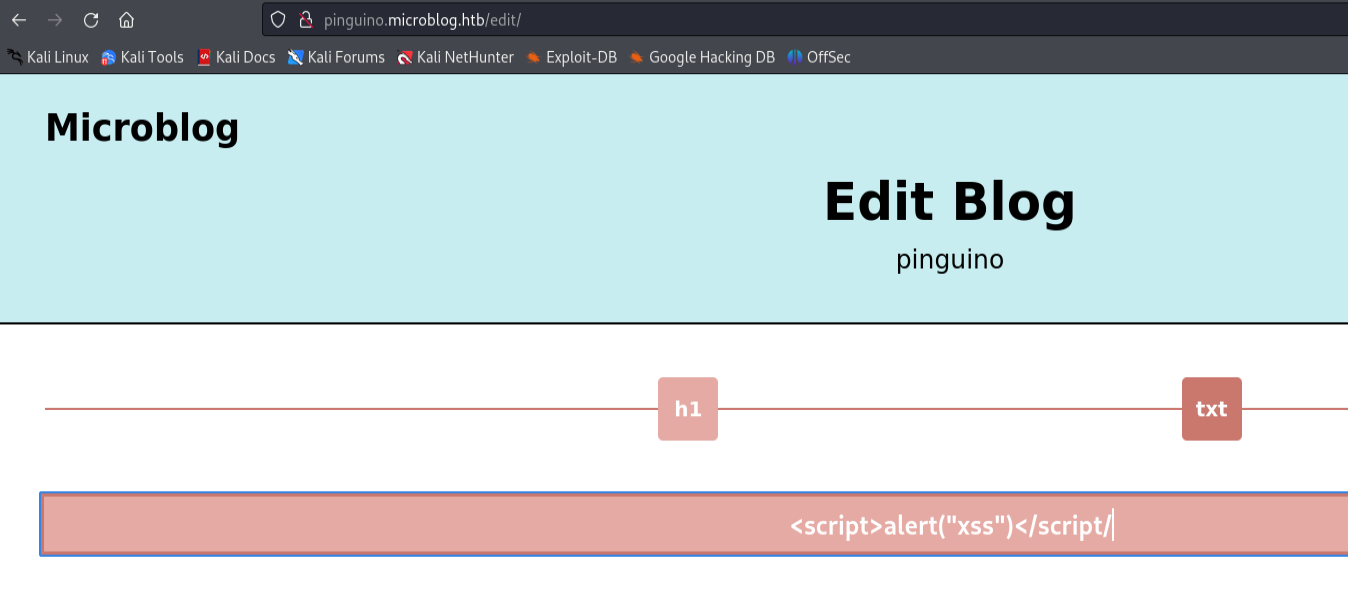 pinguino.microblog.htb/edit/
Kali Linux Kali Tools Kali Docs Kali Forums Kali NetHunter Exploit-DB Google Hacking DB OffSec
Microblog
Edit Blog
pinguino
h1 txt
<script>alert("xss")</script/